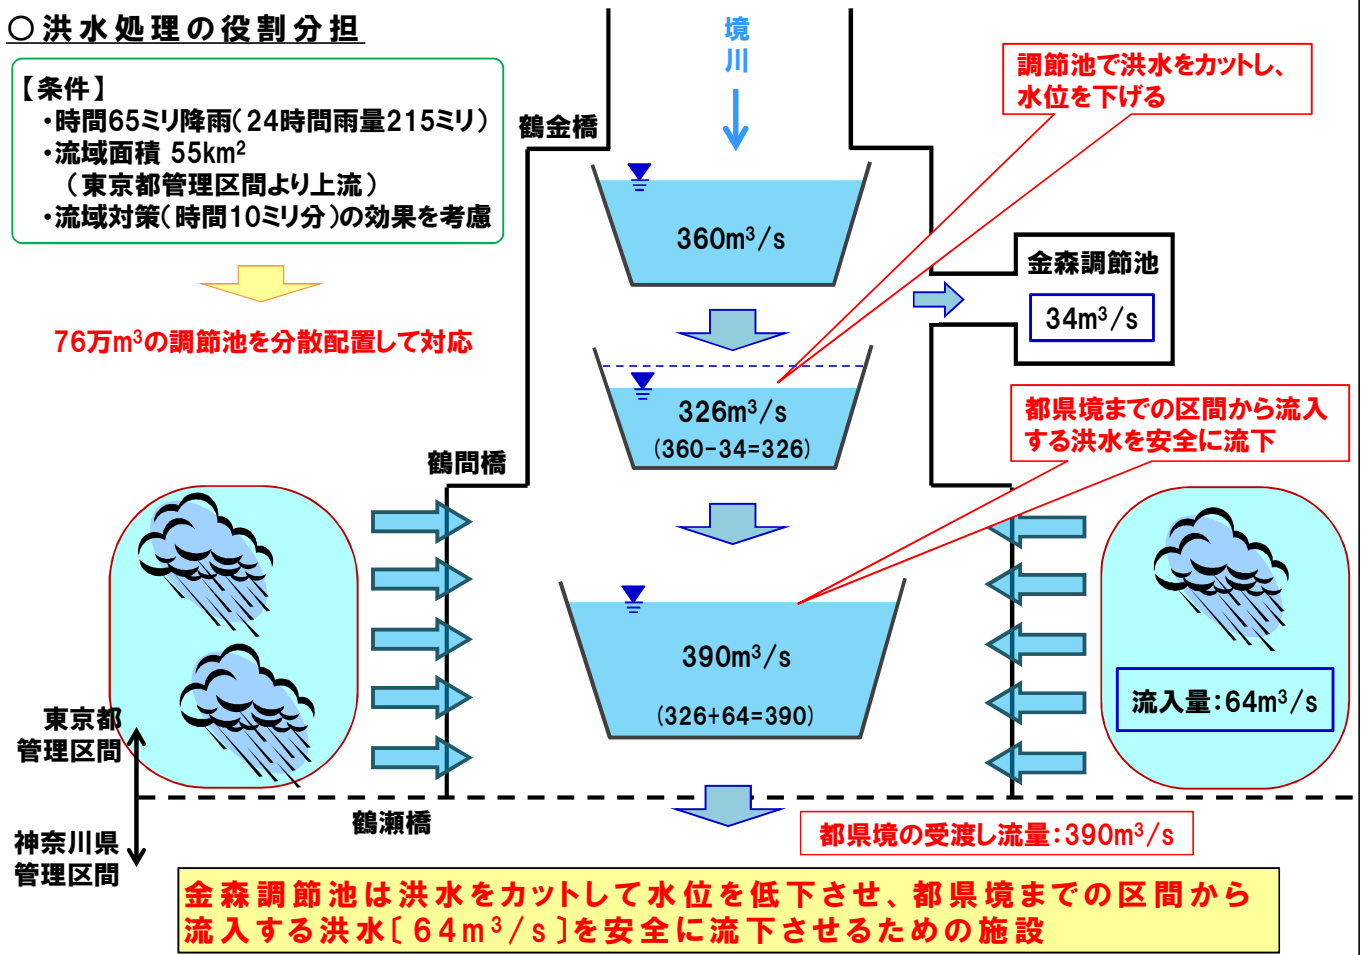 ○洪水処理の役割分担
【条件】
・時間65ミリ降雨(24時間雨量215ミリ)
・流域面積 55km²
(東京都管理区間より上流)
・流域対策(時間10ミリ分)の効果を考慮
76万m³の調節池を分散配置して対応
境川
鶴金橋
調節池で洪水をカットし、
水位を下げる
360m³/s
金森調節池
34m³/s
326m³/s
(360-34=326)
都県境までの区間から流入
する洪水を安全に流下
鶴間橋
390m³/s
(326+64=390)
流入量:64m³/s
東京都
管理区間
鶴瀬橋
神奈川県
管理区間
都県境の受渡し流量:390m³/s
金森調節池は洪水をカットして水位を低下させ、都県境までの区間から
流入する洪水〔64m³/s〕を安全に流下させるための施設